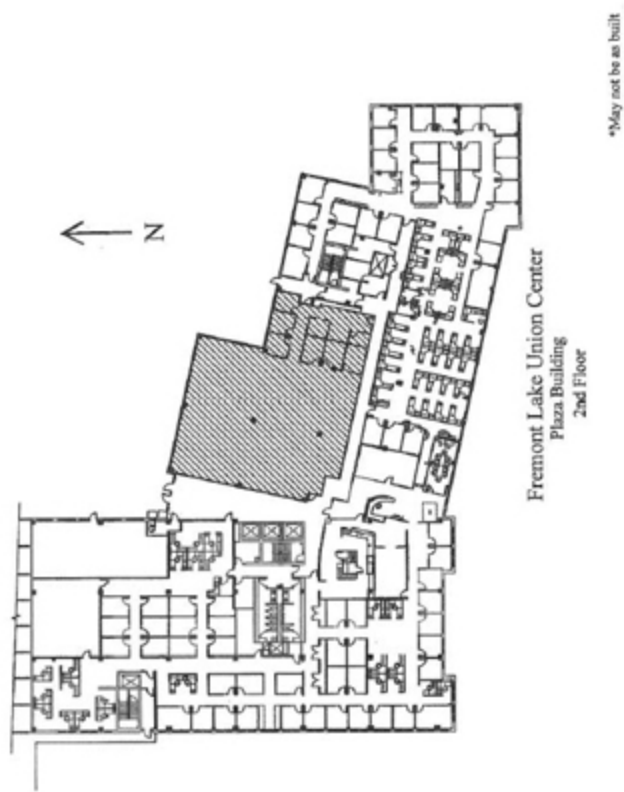 N
Fremont Lake Union Center
Plaza Building
2nd Floor
*May not be as built